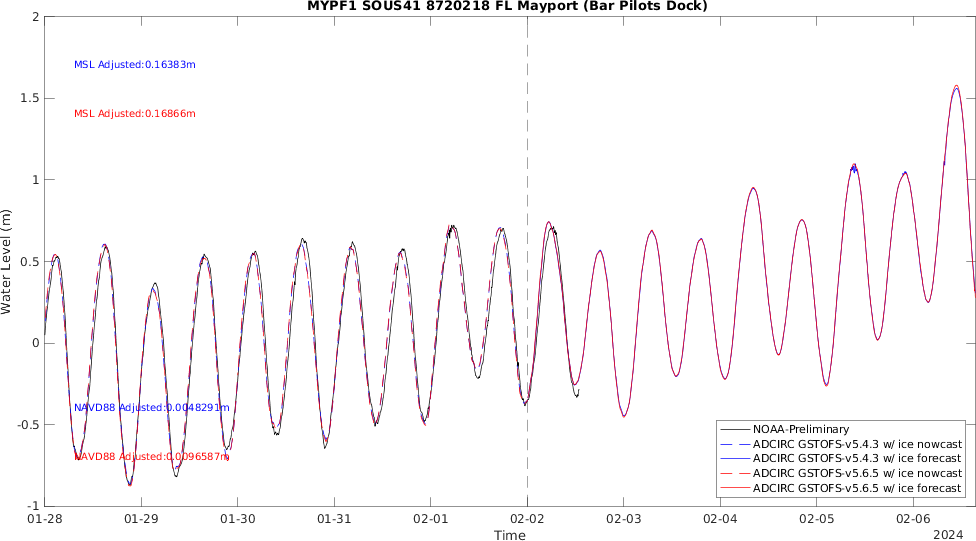 MYPF1 SOUS41 8720218 FL Mayport (Bar Pilots Dock)
2
1.5
1
0.5
0
-0.5
-1
Water Level (m)
MSL Adjusted:0.16383m
MSL Adjusted:0.16866m
NAVD88 Adjusted:0.0048291m
NAVD88 Adjusted:0.0096587m
NOAA-Preliminary
ADCIRC GSTOFS-v5.4.3 w/ ice nowcast
ADCIRC GSTOFS-v5.4.3 w/ ice forecast
ADCIRC GSTOFS-v5.6.5 w/ ice nowcast
ADCIRC GSTOFS-v5.6.5 w/ ice forecast
01-28 01-29 01-30 01-31 02-01 02-02 02-03 02-04 02-05 02-06
Time
2024